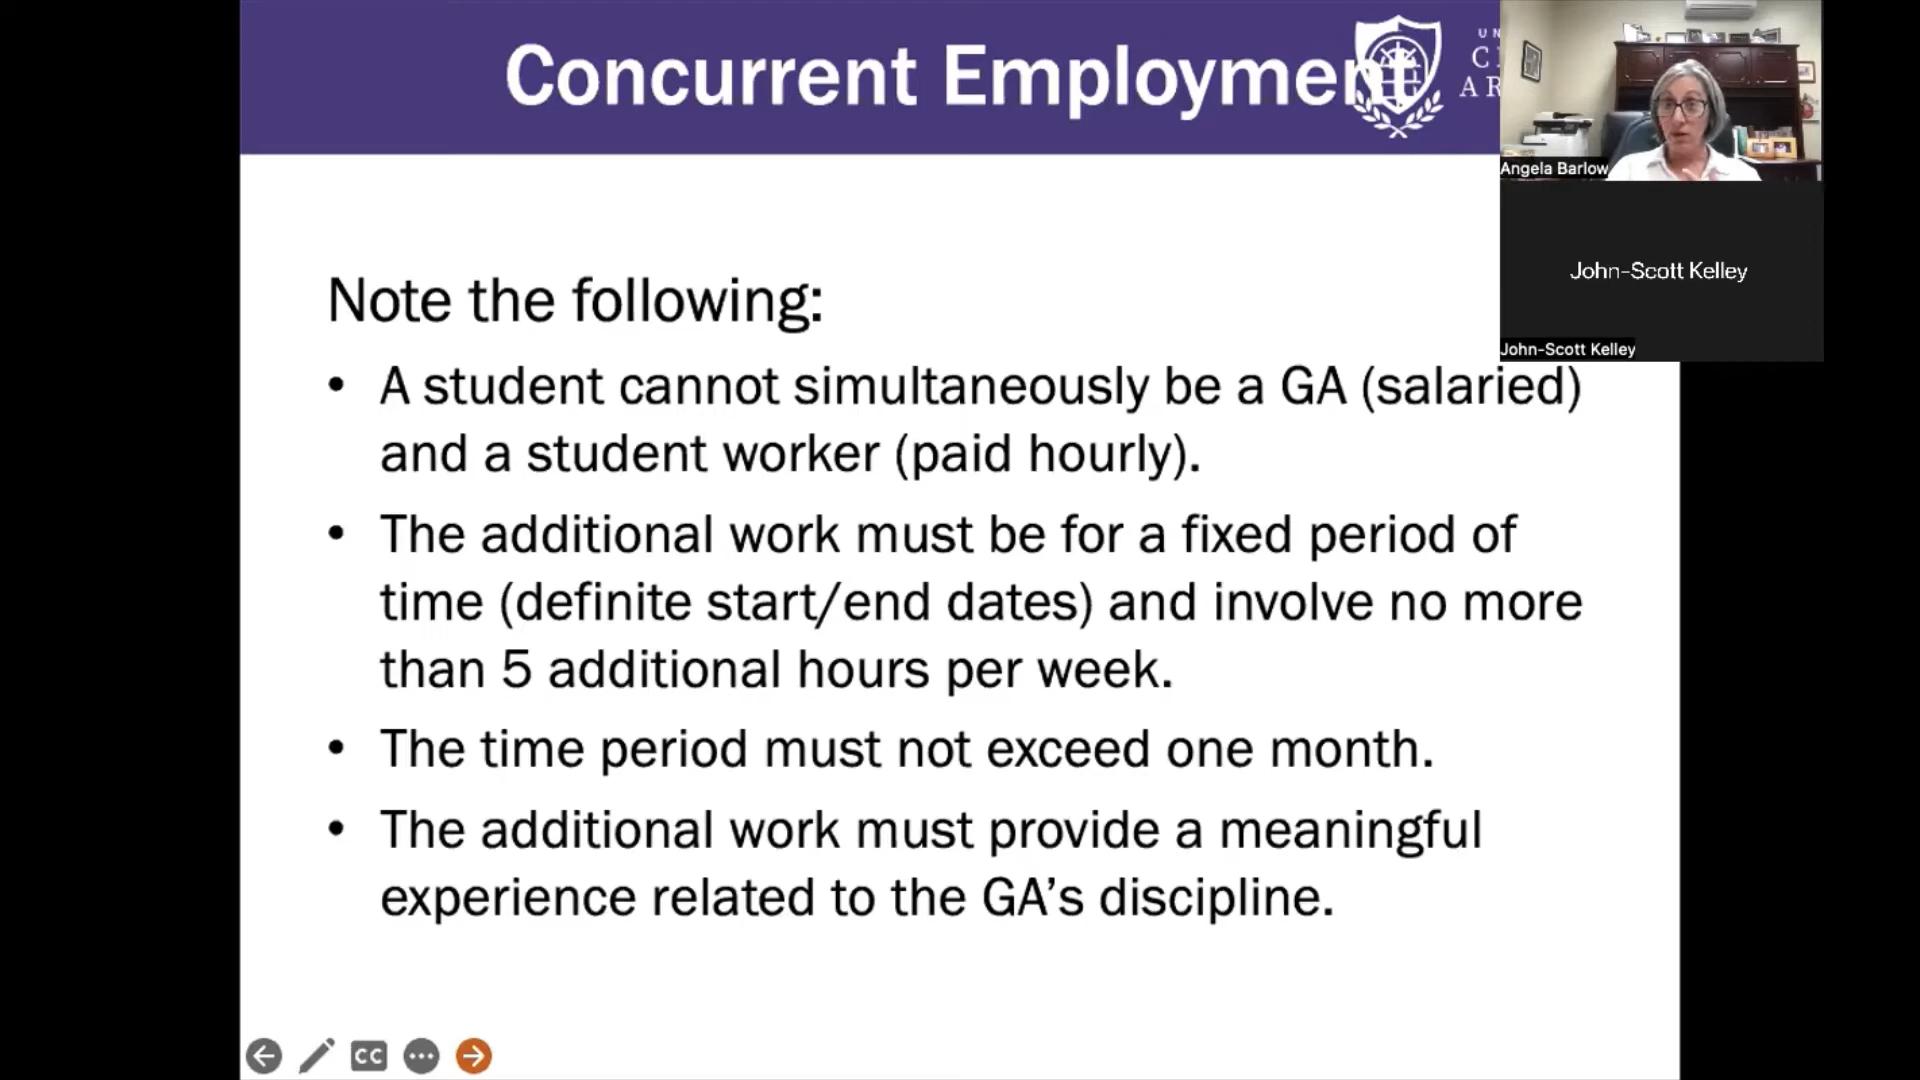 Concurrent Employment
UN
C
AR
Angela Barlow
John-Scott Kelley
John-Scott Kelley
Note the following:
• A student cannot simultaneously be a GA (salaried)
and a student worker (paid hourly).
• The additional work must be for a fixed period of
time (definite start/end dates) and involve no more
than 5 additional hours per week.
• The time period must not exceed one month.
• The additional work must provide a meaningful
experience related to the GA’s discipline.
CC